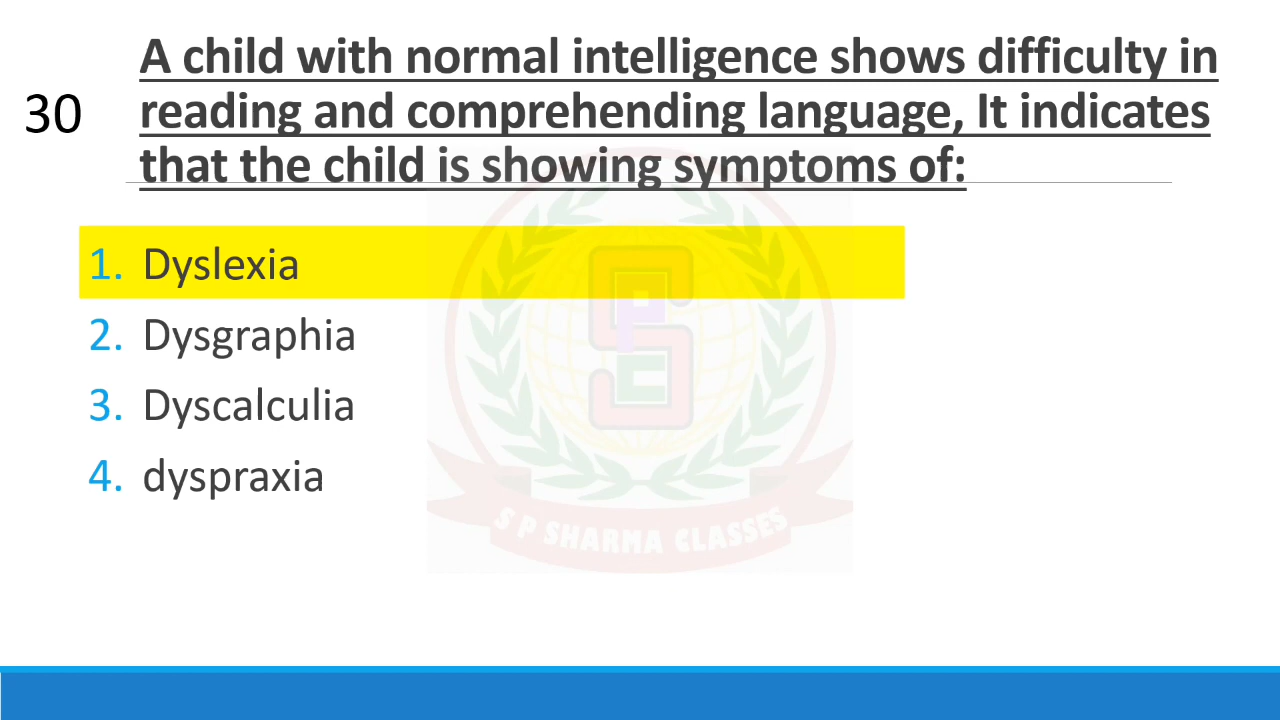 A child with normal intelligence shows difficulty in
30
reading and comprehending language, It indicates
that the child is showing symptoms of:
1. Dyslexia
2. Dysgraphia
3. Dyscalculia
4. dyspraxia
S P SHARMA CLASSES